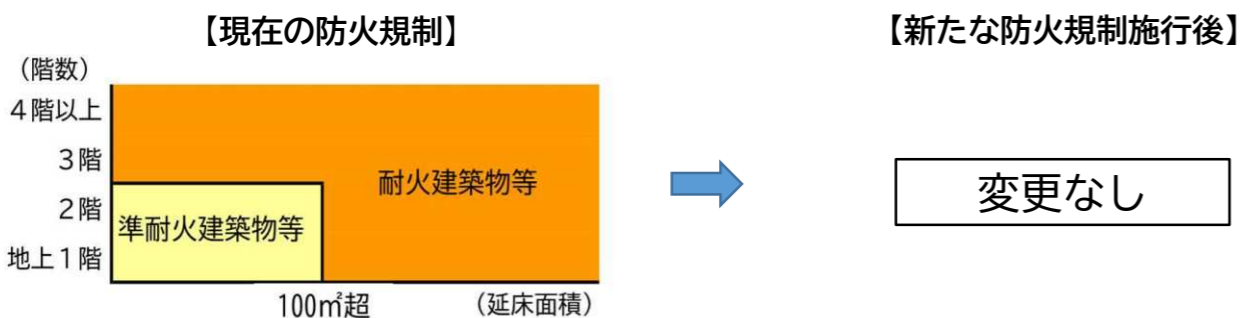 【現在の防火規制】
【新たな防火規制施行後】
（階数）
４階以上
３階
２階
地上１階
耐火建築物等
準耐火建築物等
変更なし
100㎡超
（延床面積）